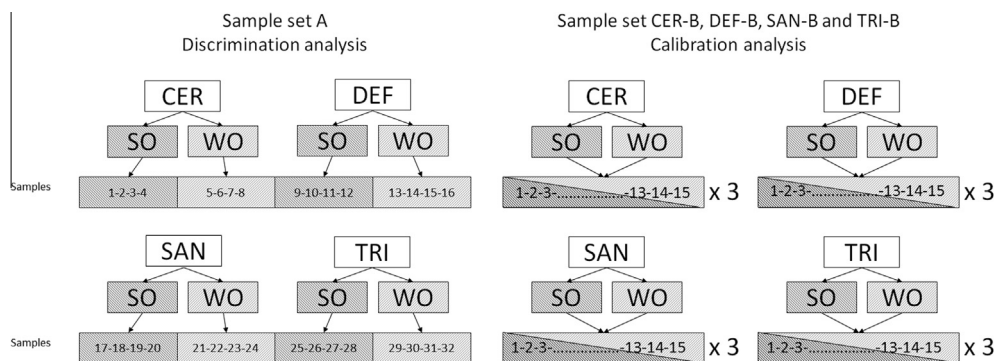 Sample set A
Discrimination analysis
Sample set CER-B, DEF-B, SAN-B and TRI-B
Calibration analysis
CER
DEF
CER
DEF
SO
WO
SO
WO
SO
WO
SO
WO
Samples
1-2-3-4
5-6-7-8
9-10-11-12
13-14-15-16
1-2-3-......................-13-14-15
x 3
1-2-3-......................-13-14-15
x 3
SAN
TRI
SAN
TRI
SO
WO
SO
WO
SO
WO
SO
WO
Samples
17-18-19-20
21-22-23-24
25-26-27-28
29-30-31-32
1-2-3-......................-13-14-15
x 3
1-2-3-......................-13-14-15
x 3